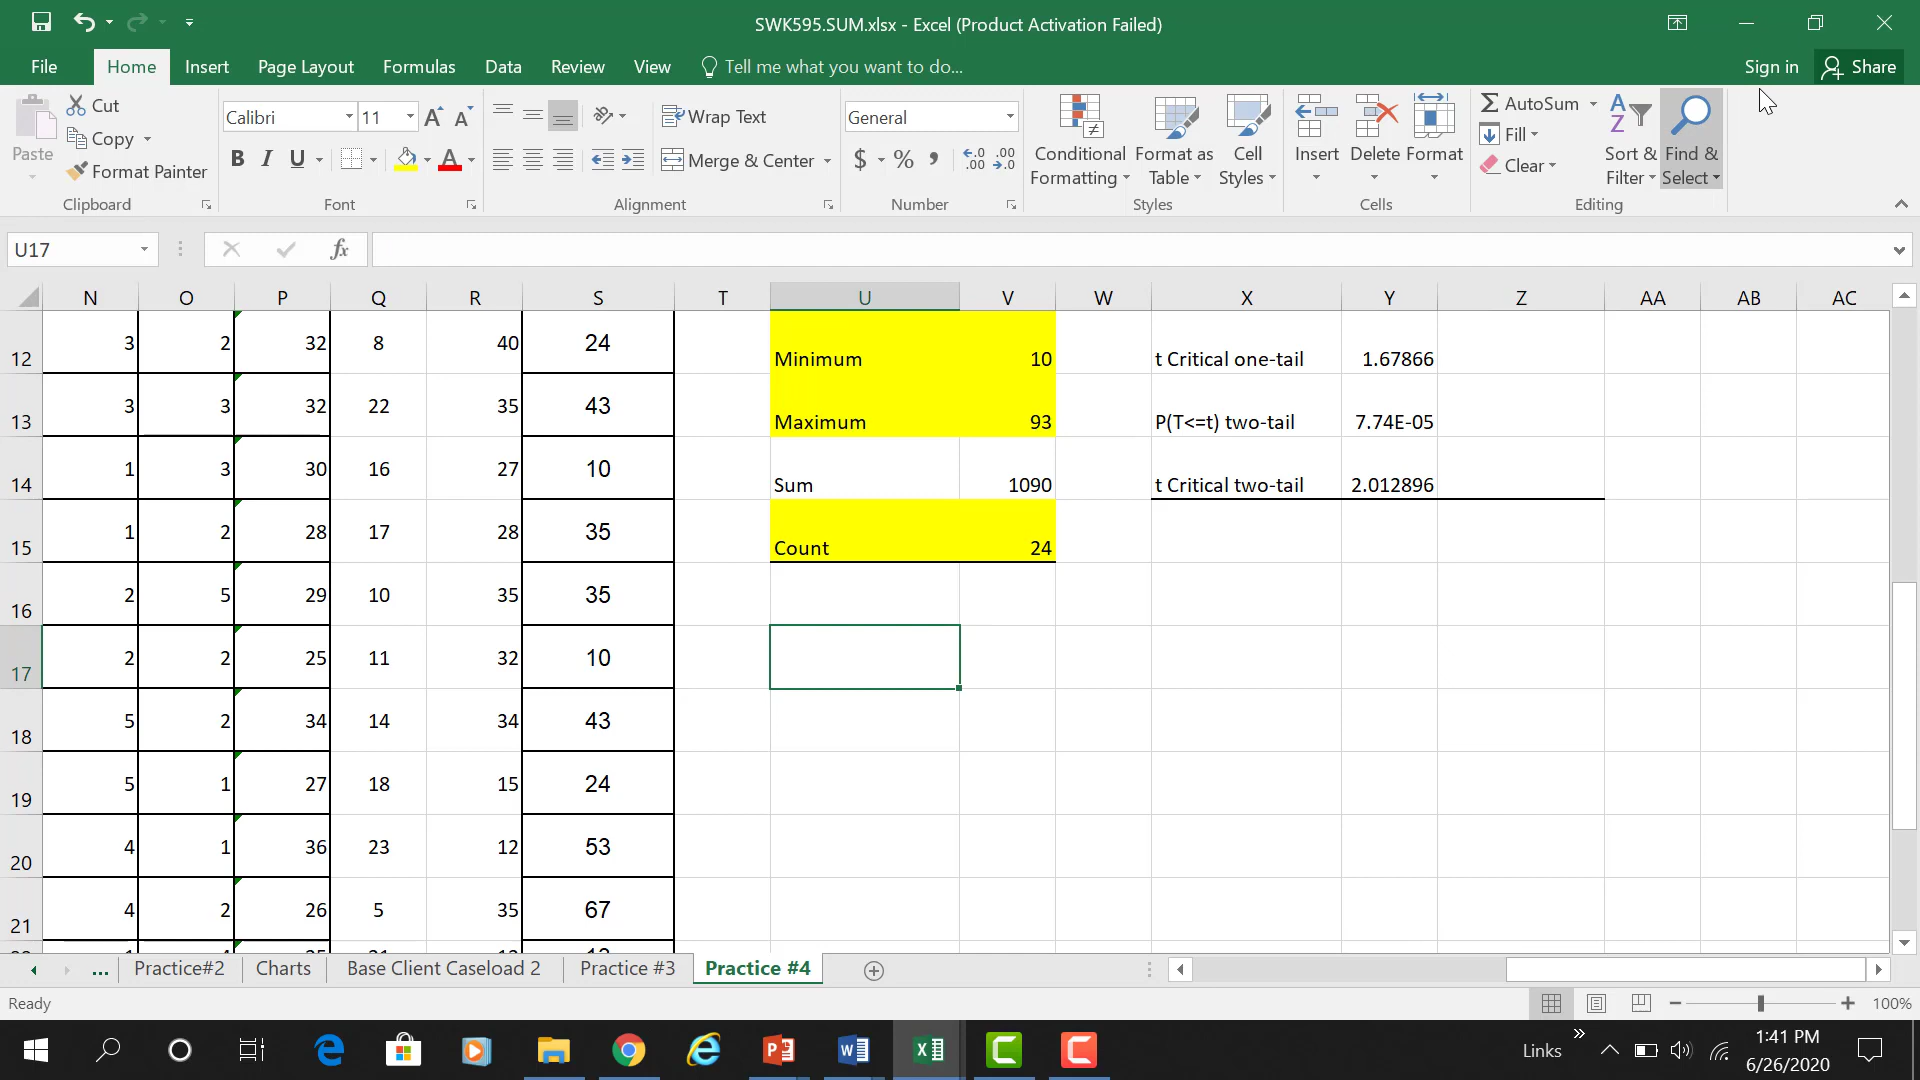 SWK595.SUM.xlsx - Excel (Product Activation Failed)
File Home Insert Page Layout Formulas Data Review View Tell me what you want to do... Sign in Share
Paste Cut Copy Format Painter Clipboard
Calibri 11 B I U A Font
Wrap Text Merge & Center Alignment
General $ % , .00 .0 Number
Conditional Formatting Format as Table Cell Styles Styles
Insert Delete Format Cells
AutoSum Fill Clear Sort & Filter Find & Select Editing
U17 fx
N O P Q R S T U V W X Y Z AA AB AC
12 3 2 32 8 40 24 Minimum 10 t Critical one-tail 1.67866
13 3 3 32 22 35 43 Maximum 93 P(T<=t) two-tail 7.74E-05
14 1 3 30 16 27 10 Sum 1090 t Critical two-tail 2.012896
15 1 2 28 17 28 35 Count 24
16 2 5 29 10 35 35
17 2 2 25 11 32 10
18 5 2 34 14 34 43
19 5 1 27 18 15 24
20 4 1 36 23 12 53
21 4 2 26 5 35 67
... Practice#2 Charts Base Client Caseload 2 Practice #3 Practice #4
Ready 100%
Links 1:41 PM
6/26/2020